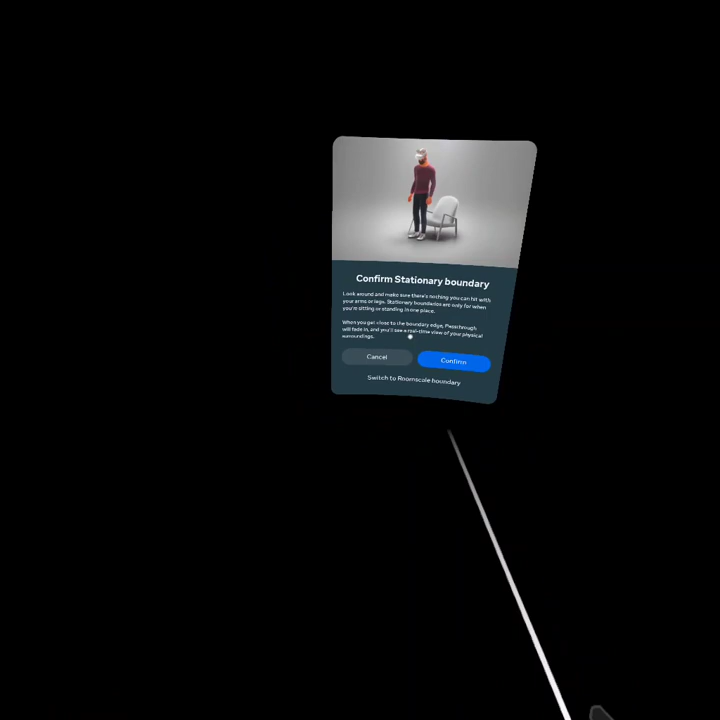 Confirm Stationary boundary
Look around and make sure there's nothing you can hit with
your arms or legs. Stationary boundaries are only for when
you're sitting or standing in one place.
When you get close to the boundary edge, Passthrough
will fade in, and you'll see a real-time view of your physical
surroundings.
Cancel
Confirm
Switch to Roomscale boundary